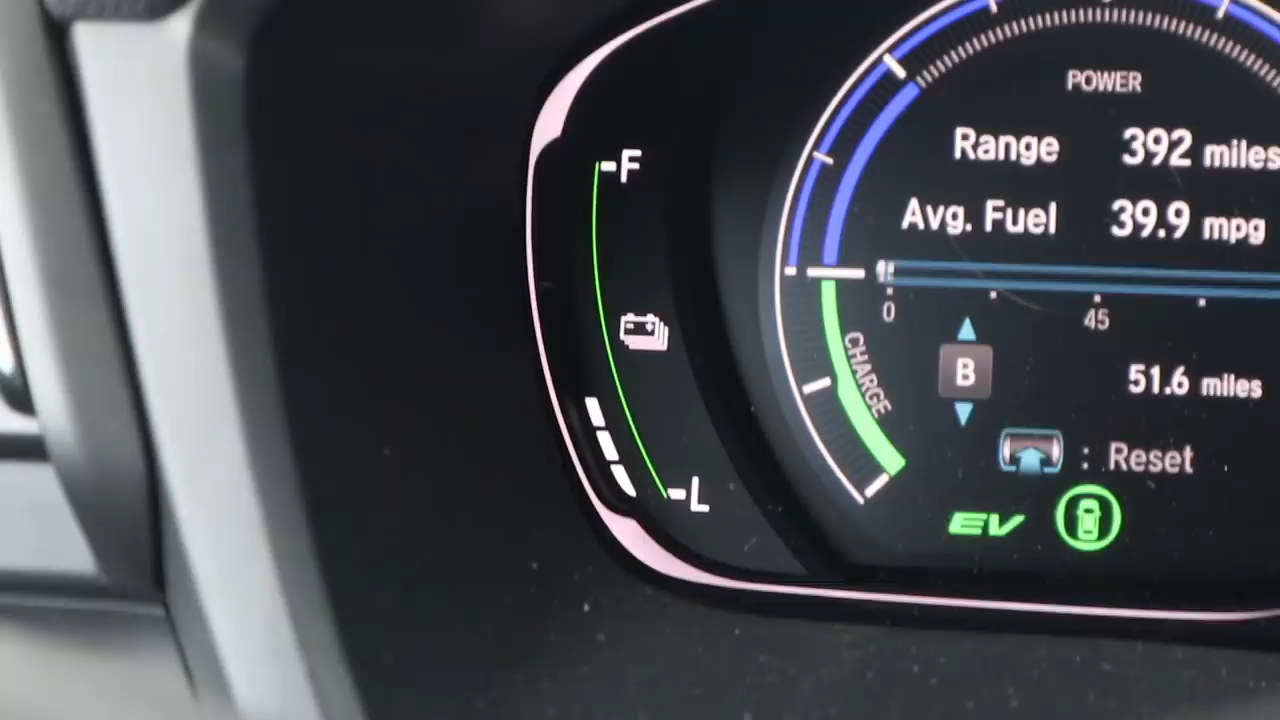 POWER
Range 392 miles
Avg. Fuel 39.9 mpg
0 45
CHARGE
B
51.6 miles
: Reset
EV
F
L